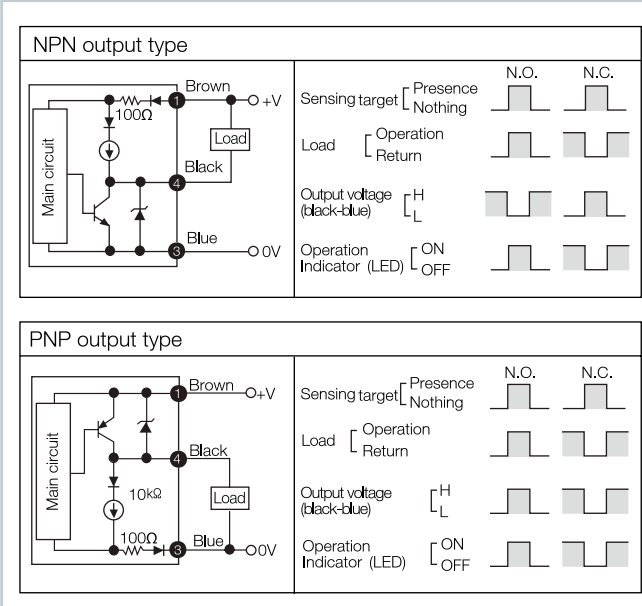 NPN output type
Main circuit
100Ω
1
Brown
+V
Load
Black
4
Blue
3
0V
N.O. N.C.
Sensing target Presence
Nothing
Load Operation
Return
Output voltage H
(black-blue) L
Operation ON
Indicator (LED) OFF
PNP output type
Main circuit
1
Brown
+V
Black
4
10kΩ
Load
100Ω
3
Blue
0V
N.O. N.C.
Sensing target Presence
Nothing
Load Operation
Return
Output voltage H
(black-blue) L
Operation ON
Indicator (LED) OFF